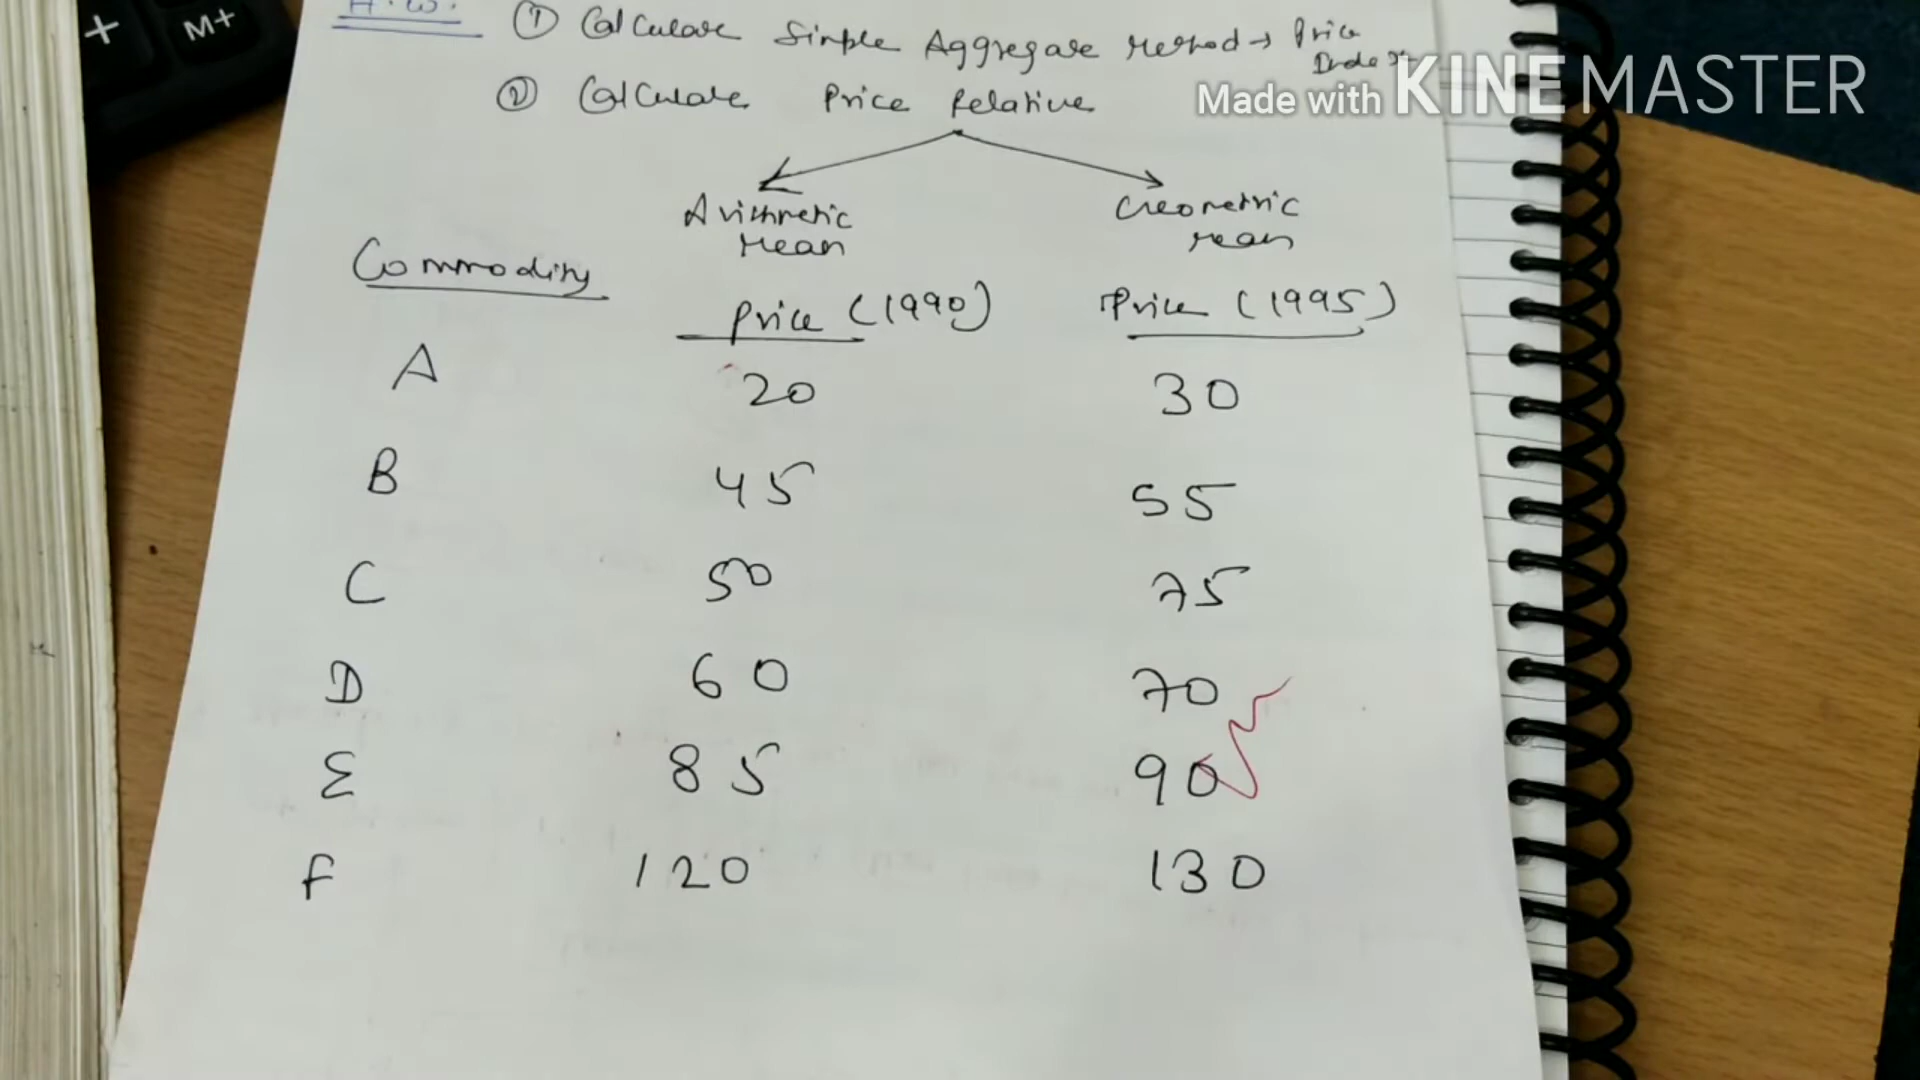 + M+
H.W. ① Calculate Simple Aggregate Method → Price Index
② Calculate Price Relative
Made with KINEMASTER
Arithmetic Mean
Geometric Mean
Commodity Price (1990) Price (1995)
A 20 30
B 45 55
C 50 75
D 60 70
E 85 90
F 120 130